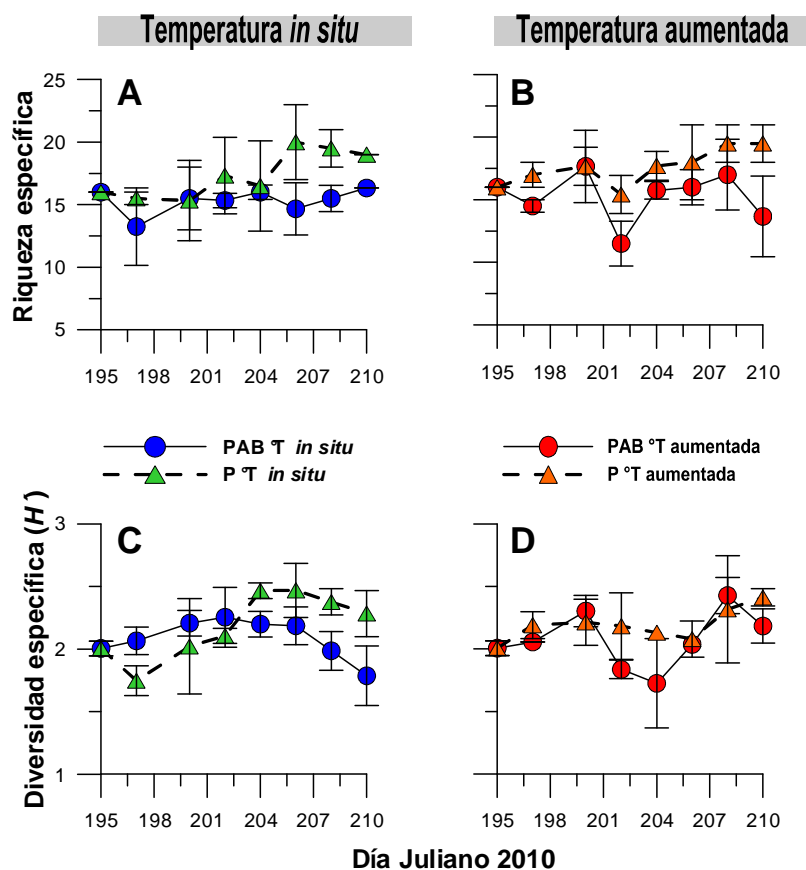 Temperatura in situ
Temperatura aumentada
Riqueza específica
25
20
15
10
5
A
B
195 198 201 204 207 210
195 198 201 204 207 210
PAB °T in situ
P °T in situ
PAB °T aumentada
P °T aumentada
Diversidad específica (H')
3
2
1
C
D
195 198 201 204 207 210
195 198 201 204 207 210
Día Juliano 2010